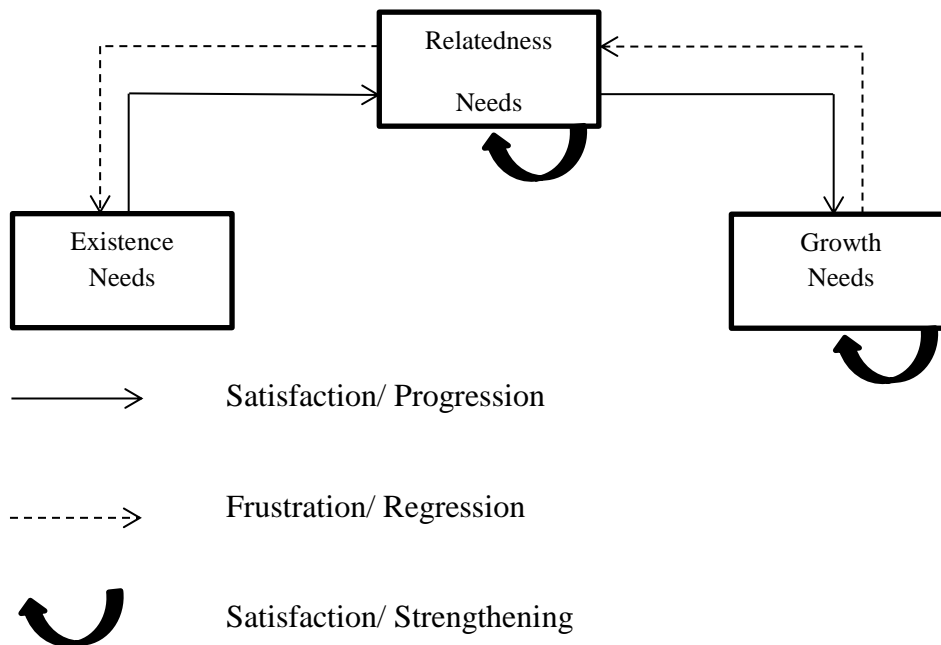 Relatedness
Needs
Existence
Needs
Growth
Needs
Satisfaction/ Progression
Frustration/ Regression
Satisfaction/ Strengthening